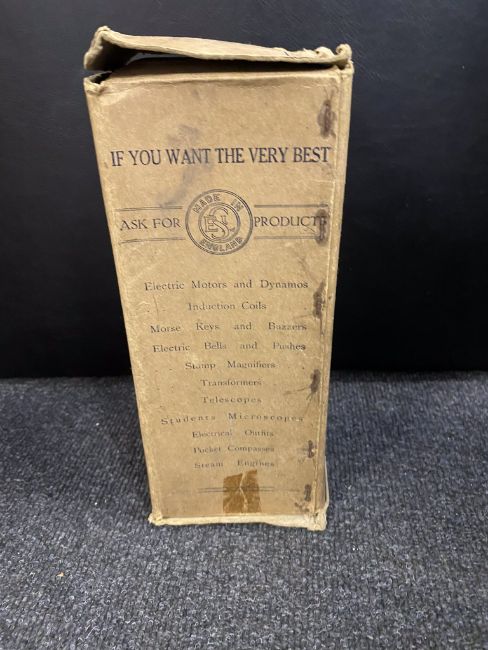 IF YOU WANT THE VERY BEST
ASK FOR
MADE IN
ENGLAND
PRODUCTS
Electric Motors and Dynamos
Induction Coils
Morse Keys and Buzzers
Electric Bells and Pushes
Stamp Magnifiers
Transformers
Telescopes
Students Microscopes
Electrical Outfits
Pocket Compasses
Steam Engines